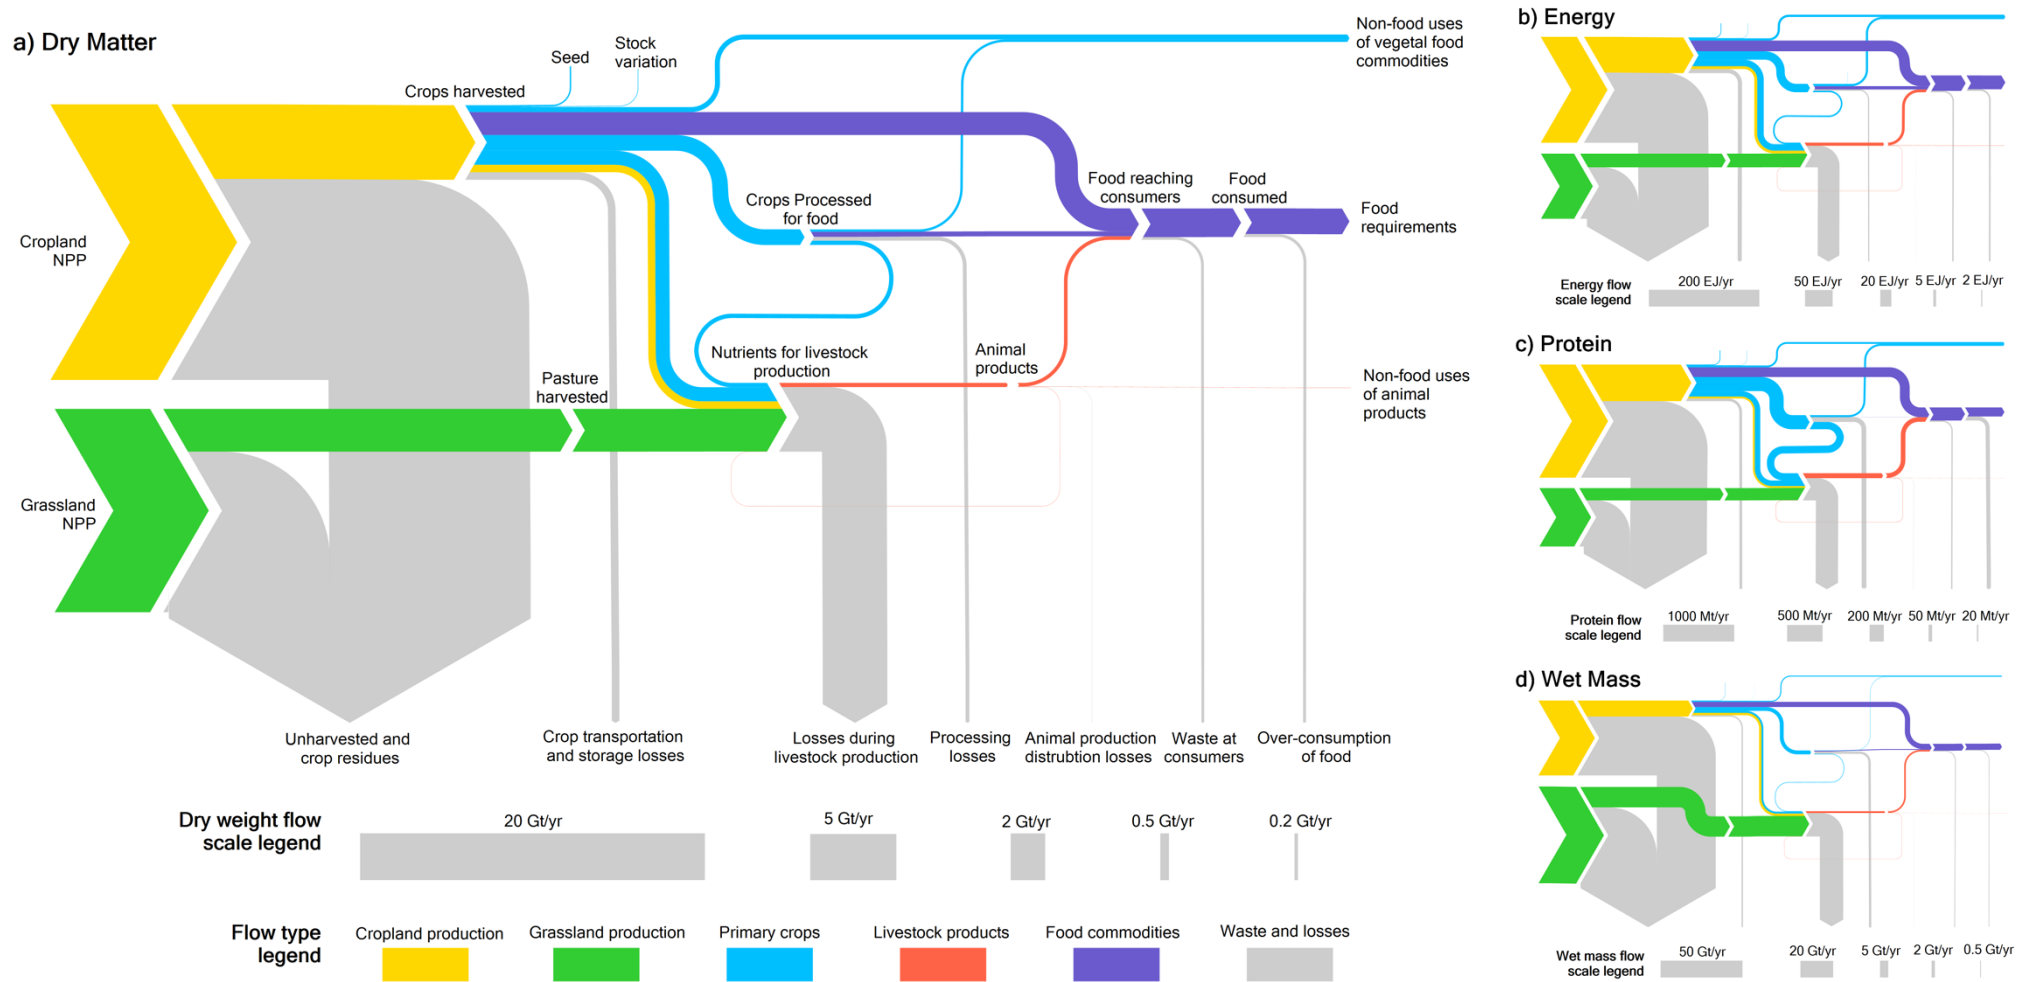 a) Dry Matter
Seed
Stock
variation
Crops harvested
Non-food uses
of vegetal food
commodities
Cropland
NPP
Crops Processed
for food
Food reaching
consumers
Food
consumed
Food
requirements
Nutrients for livestock
production
Animal
products
Pasture
harvested
Non-food uses
of animal
products
Grassland
NPP
Unharvested and
crop residues
Crop transportation
and storage losses
Losses during
livestock production
Processing
losses
Animal production
distrubtion losses
Waste at
consumers
Over-consumption
of food
Dry weight flow
scale legend
20 Gt/yr
5 Gt/yr
2 Gt/yr
0.5 Gt/yr
0.2 Gt/yr
Flow type
legend
Cropland production
Grassland production
Primary crops
Livestock products
Food commodities
Waste and losses
b) Energy
Energy flow
scale legend
200 EJ/yr
50 EJ/yr
20 EJ/yr
5 EJ/yr
2 EJ/yr
c) Protein
Protein flow
scale legend
1000 Mt/yr
500 Mt/yr
200 Mt/yr
50 Mt/yr
20 Mt/yr
d) Wet Mass
Wet mass flow
scale legend
50 Gt/yr
20 Gt/yr
5 Gt/yr
2 Gt/yr
0.5 Gt/yr